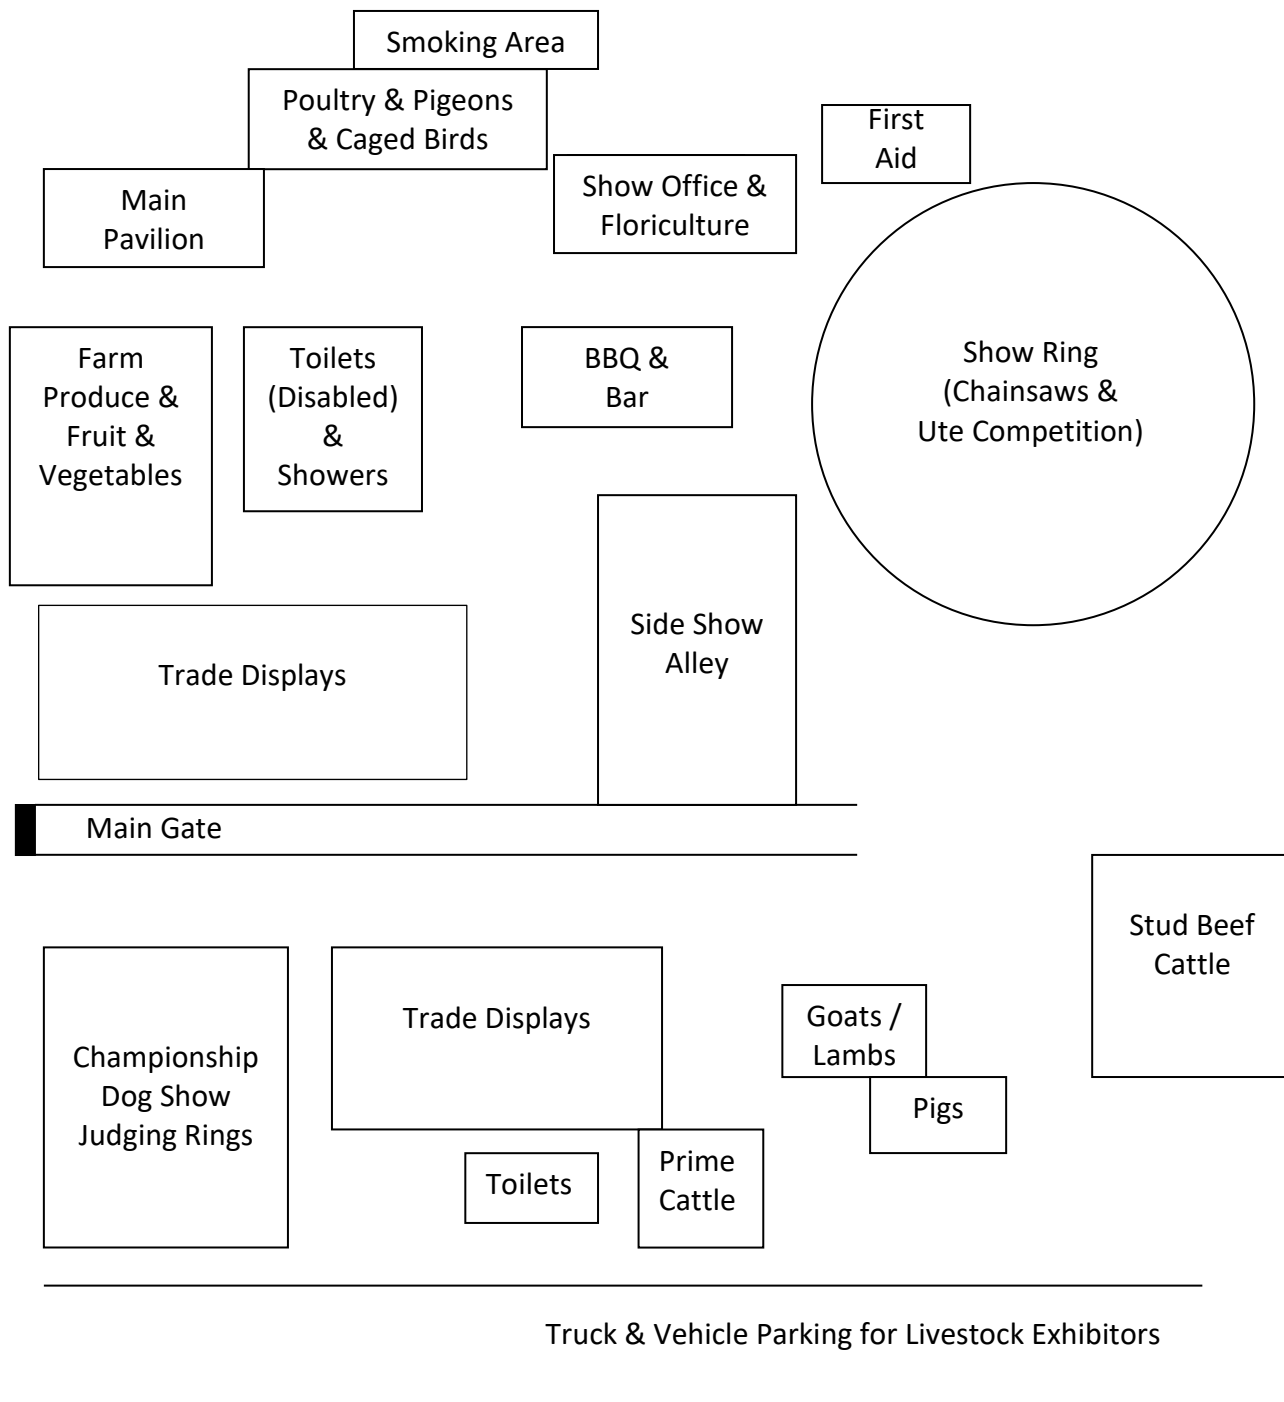 Smoking Area
Poultry & Pigeons
& Caged Birds
First
Aid
Show Office &
Floriculture
Main
Pavilion
Farm
Produce &
Fruit &
Vegetables
Toilets
(Disabled)
&
Showers
BBQ &
Bar
Show Ring
(Chainsaws &
Ute Competition)
Side Show
Alley
Trade Displays
Main Gate
Stud Beef
Cattle
Championship
Dog Show
Judging Rings
Trade Displays
Goats /
Lambs
Pigs
Toilets
Prime
Cattle
Truck & Vehicle Parking for Livestock Exhibitors